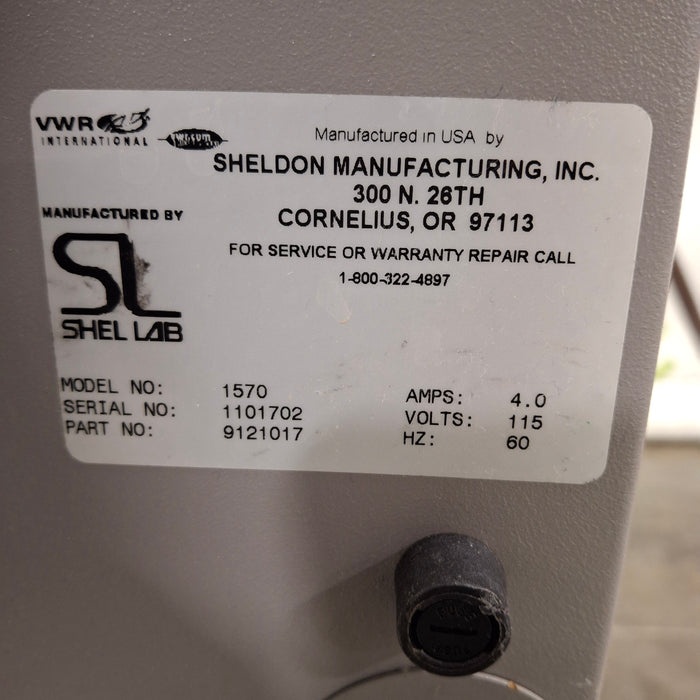 VWR
INTERNATIONAL
Manufactured in USA by
SHELDON MANUFACTURING, INC.
300 N. 26TH
CORNELIUS, OR 97113
FOR SERVICE OR WARRANTY REPAIR CALL
1-800-322-4897
MANUFACTURED BY
SL
SHEL LAB
MODEL NO: 1570
SERIAL NO: 1101702
PART NO: 9121017
AMPS: 4.0
VOLTS: 115
HZ: 60